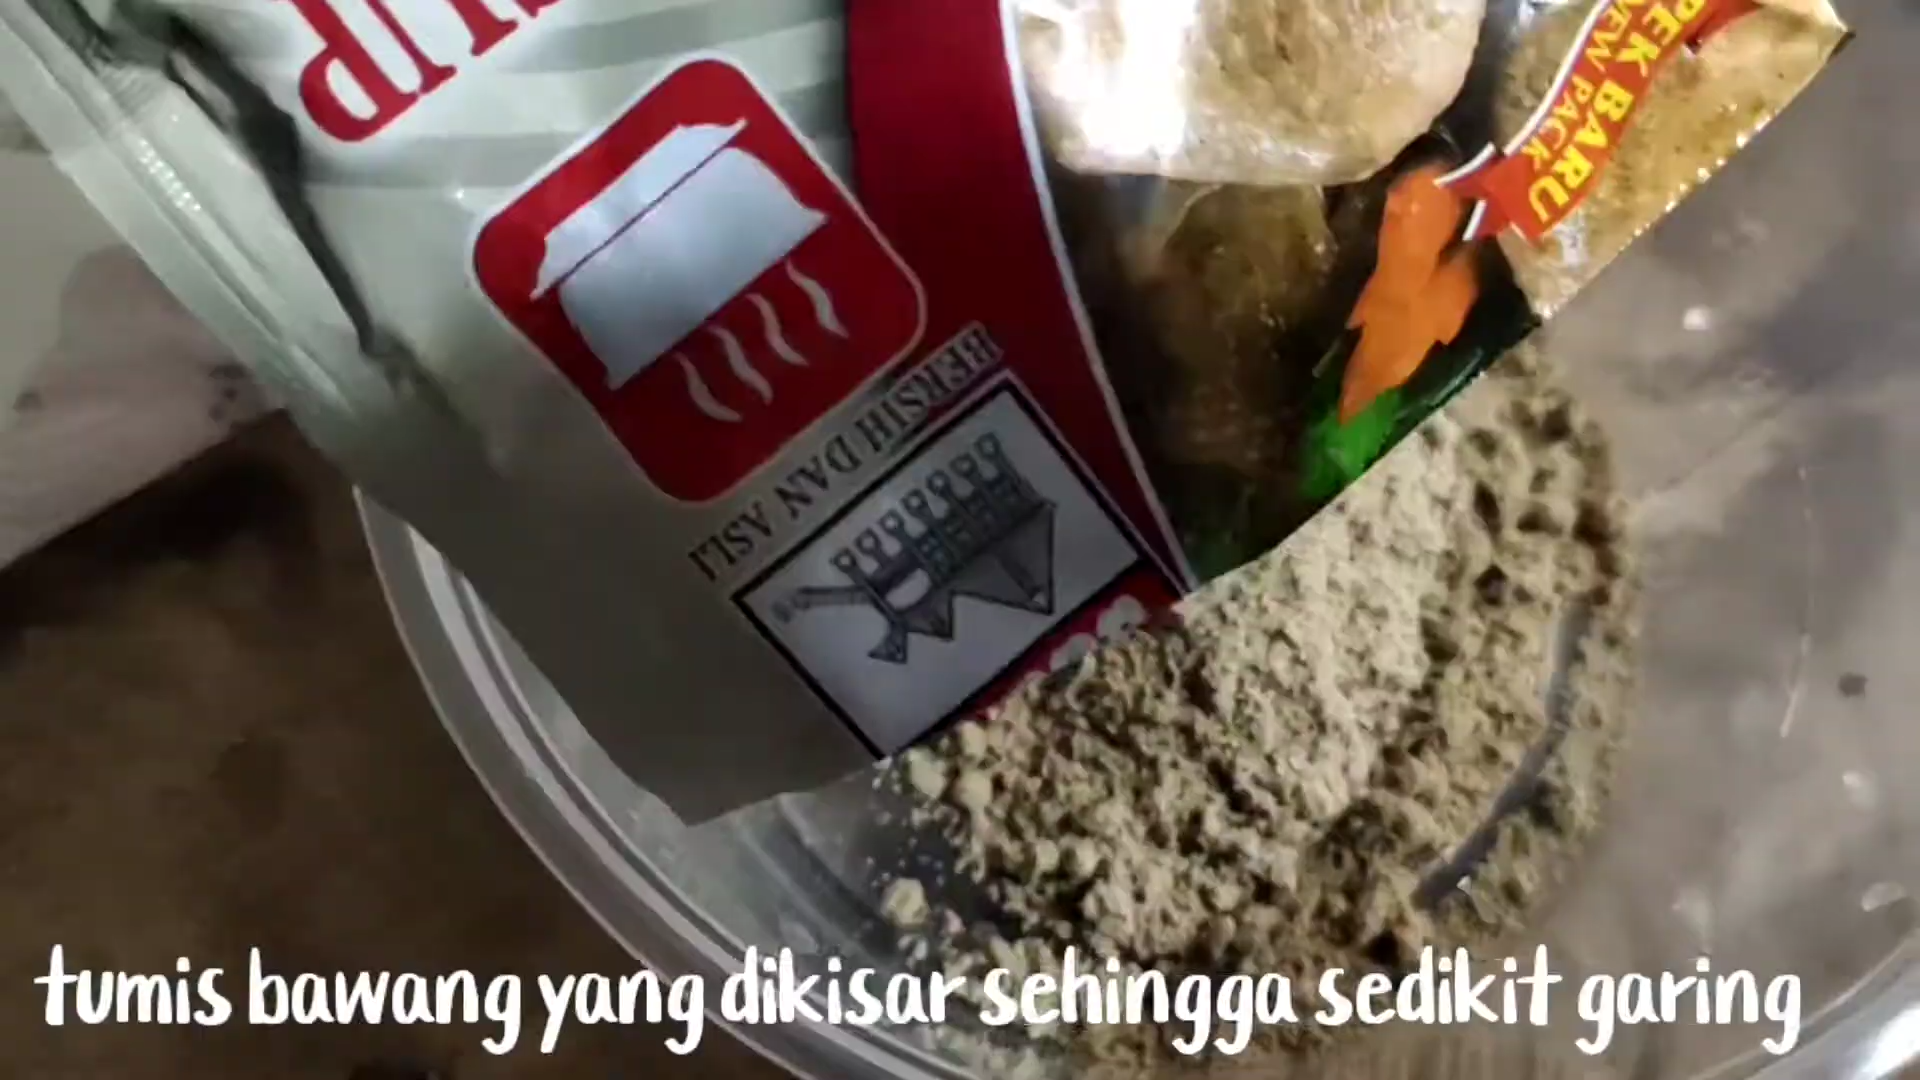 PEK BARU
NEW PACK
BERSIH DAN ASLI
tumis bawang yang dikisar sehingga sedikit garing